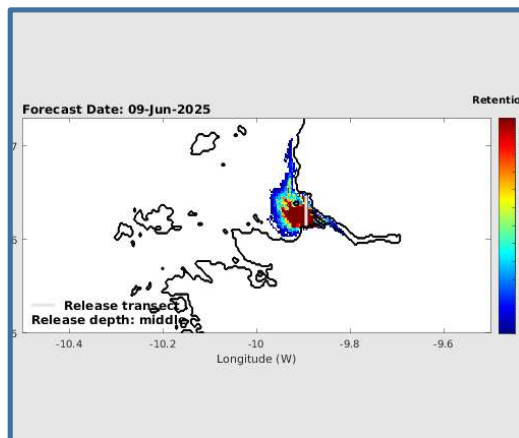 Retentio
Forecast Date: 09-Jun-2025
7
6
Release transect
Release depth: middle
5
-10.4
-10.2
-10
-9.8
-9.6
Longitude (W)